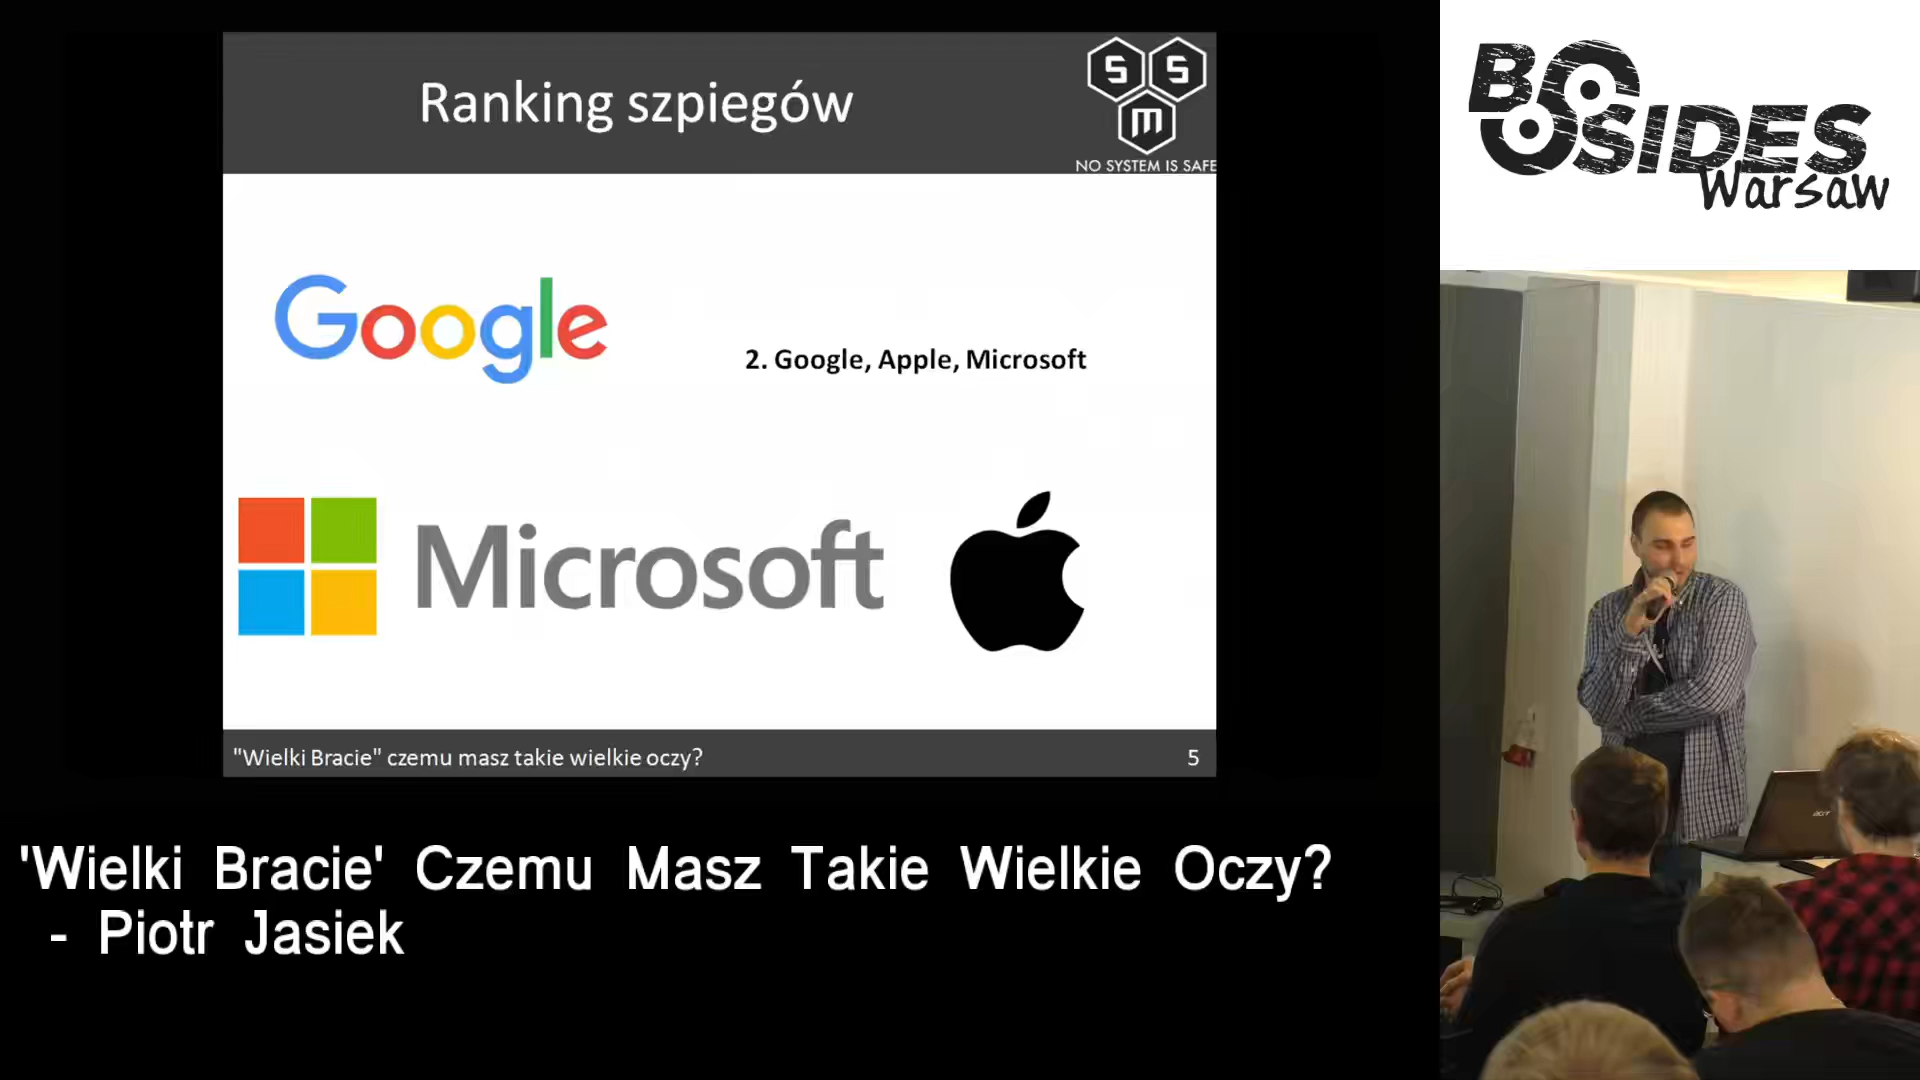 Ranking szpiegów
S S
m
NO SYSTEM IS SAFE
Google
2. Google, Apple, Microsoft
Microsoft
"Wielki Bracie" czemu masz takie wielkie oczy?
5
BSIDES
Warsaw
acer
'Wielki Bracie' Czemu Masz Takie Wielkie Oczy?
- Piotr Jasiek